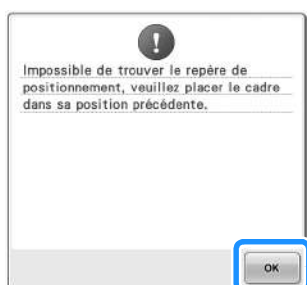 Impossible de trouver le repère de
positionnement, veuillez placer le cadre
dans sa position précédente.
OK